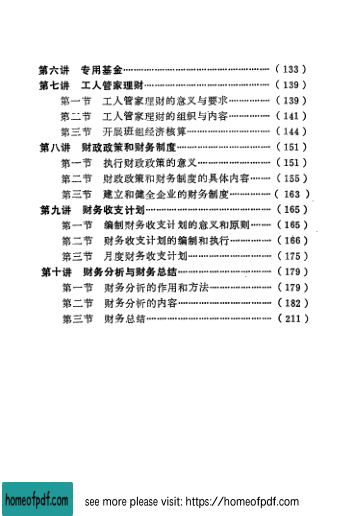 第六讲 专用基金……………………………………（133）
第七讲 工人管家理财………………………………（139）
第一节 工人管家理财的意义与要求……………（139）
第二节 工人管家理财的组织与内容……………（141）
第三节 开展班组经济核算………………………（144）
第八讲 财政政策和财务制度………………………（151）
第一节 执行财政政策的意义……………………（151）
第二节 财政政策和财务制度的具体内容………（155）
第三节 建立和健全企业的财务制度……………（163）
第九讲 财务收支计划………………………………（165）
第一节 编制财务收支计划的意义和原则………（165）
第二节 财务收支计划的编制和执行……………（166）
第三节 月度财务收支计划………………………（175）
第十讲 财务分析与财务总结………………………（179）
第一节 财务分析的作用和方法…………………（179）
第二节 财务分析的内容…………………………（182）
第三节 财务总结…………………………………（211）
homeofpdf.com
see more please visit: https://homeofpdf.com